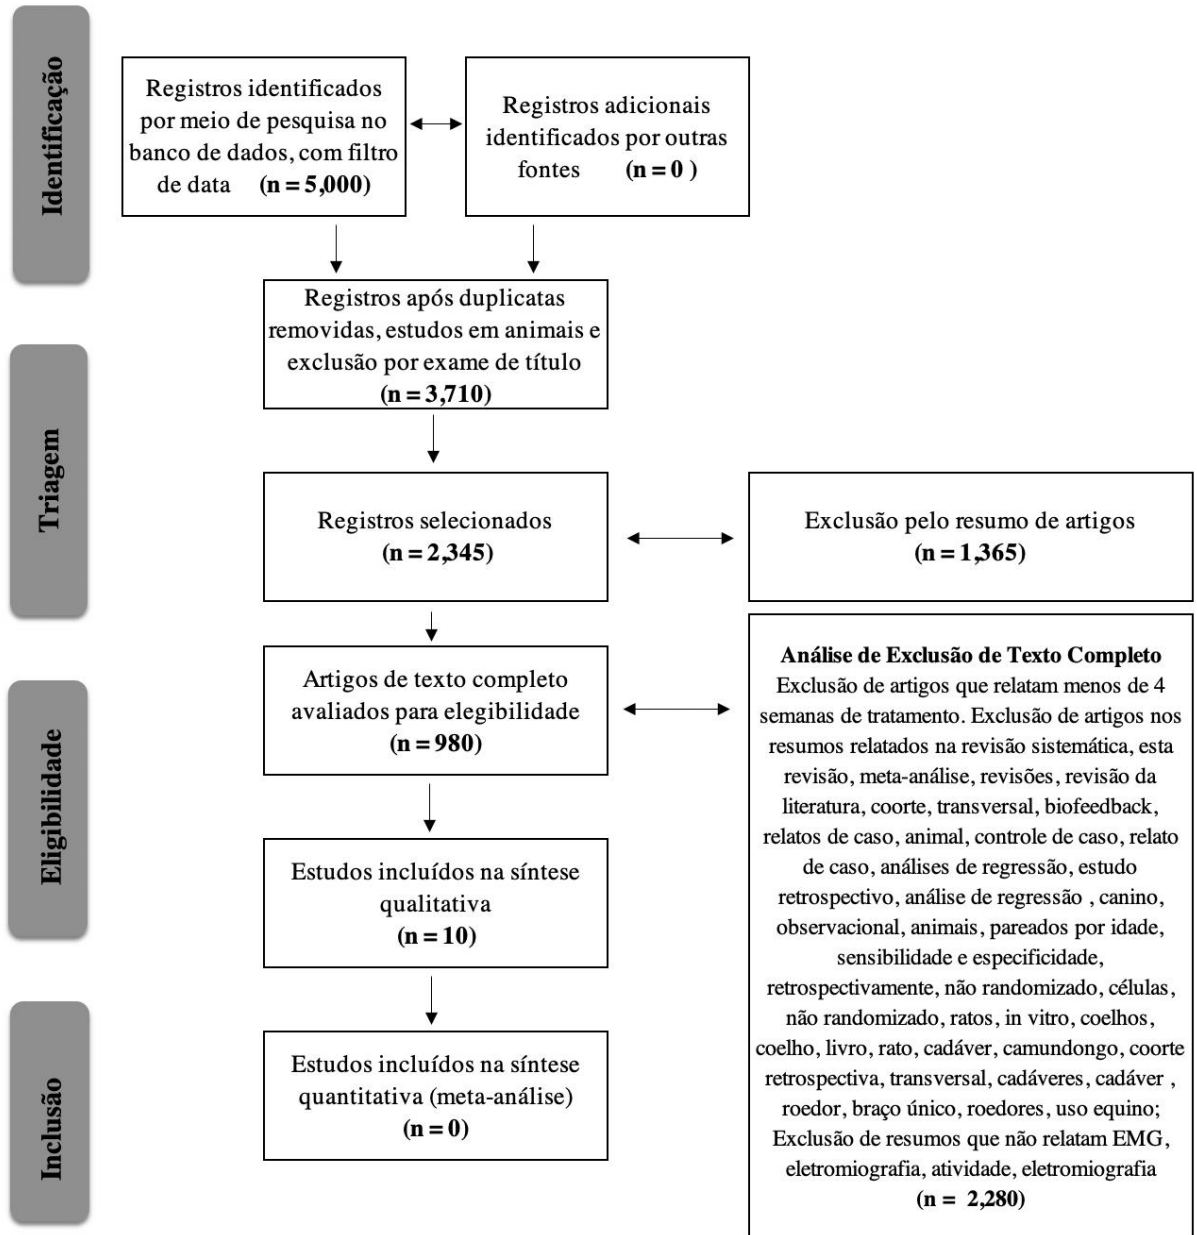 Identificação
Registros identificados
por meio de pesquisa no
banco de dados, com filtro
de data (n = 5,000)
Registros adicionais
identificados por outras
fontes (n = 0 )
Registros após duplicatas
removidas, estudos em animais e
exclusão por exame de título
(n = 3,710)
Triagem
Registros selecionados
(n = 2,345)
Exclusão pelo resumo de artigos
(n = 1,365)
Eligibilidade
Artigos de texto completo
avaliados para elegibilidade
(n = 980)
Análise de Exclusão de Texto Completo
Exclusão de artigos que relatam menos de 4
semanas de tratamento. Exclusão de artigos nos
resumos relatados na revisão sistemática, esta
revisão, meta-análise, revisões, revisão da
literatura, coorte, transversal, biofeedback,
relatos de caso, animal, controle de caso, relato
de caso, análises de regressão, estudo
retrospectivo, análise de regressão , canino,
observacional, animais, pareados por idade,
sensibilidade e especificidade,
retrospectivamente, não randomizado, células,
não randomizado, ratos, in vitro, coelhos,
coelho, livro, rato, cadáver, camundongo, coorte
retrospectiva, transversal, cadáveres, cadáver ,
roedor, braço único, roedores, uso equino;
Exclusão de resumos que não relatam EMG,
eletromiografia, atividade, eletromiografia
(n = 2,280)
Estudos incluídos na síntese
qualitativa
(n = 10)
Inclusão
Estudos incluídos na síntese
quantitativa (meta-análise)
(n = 0)